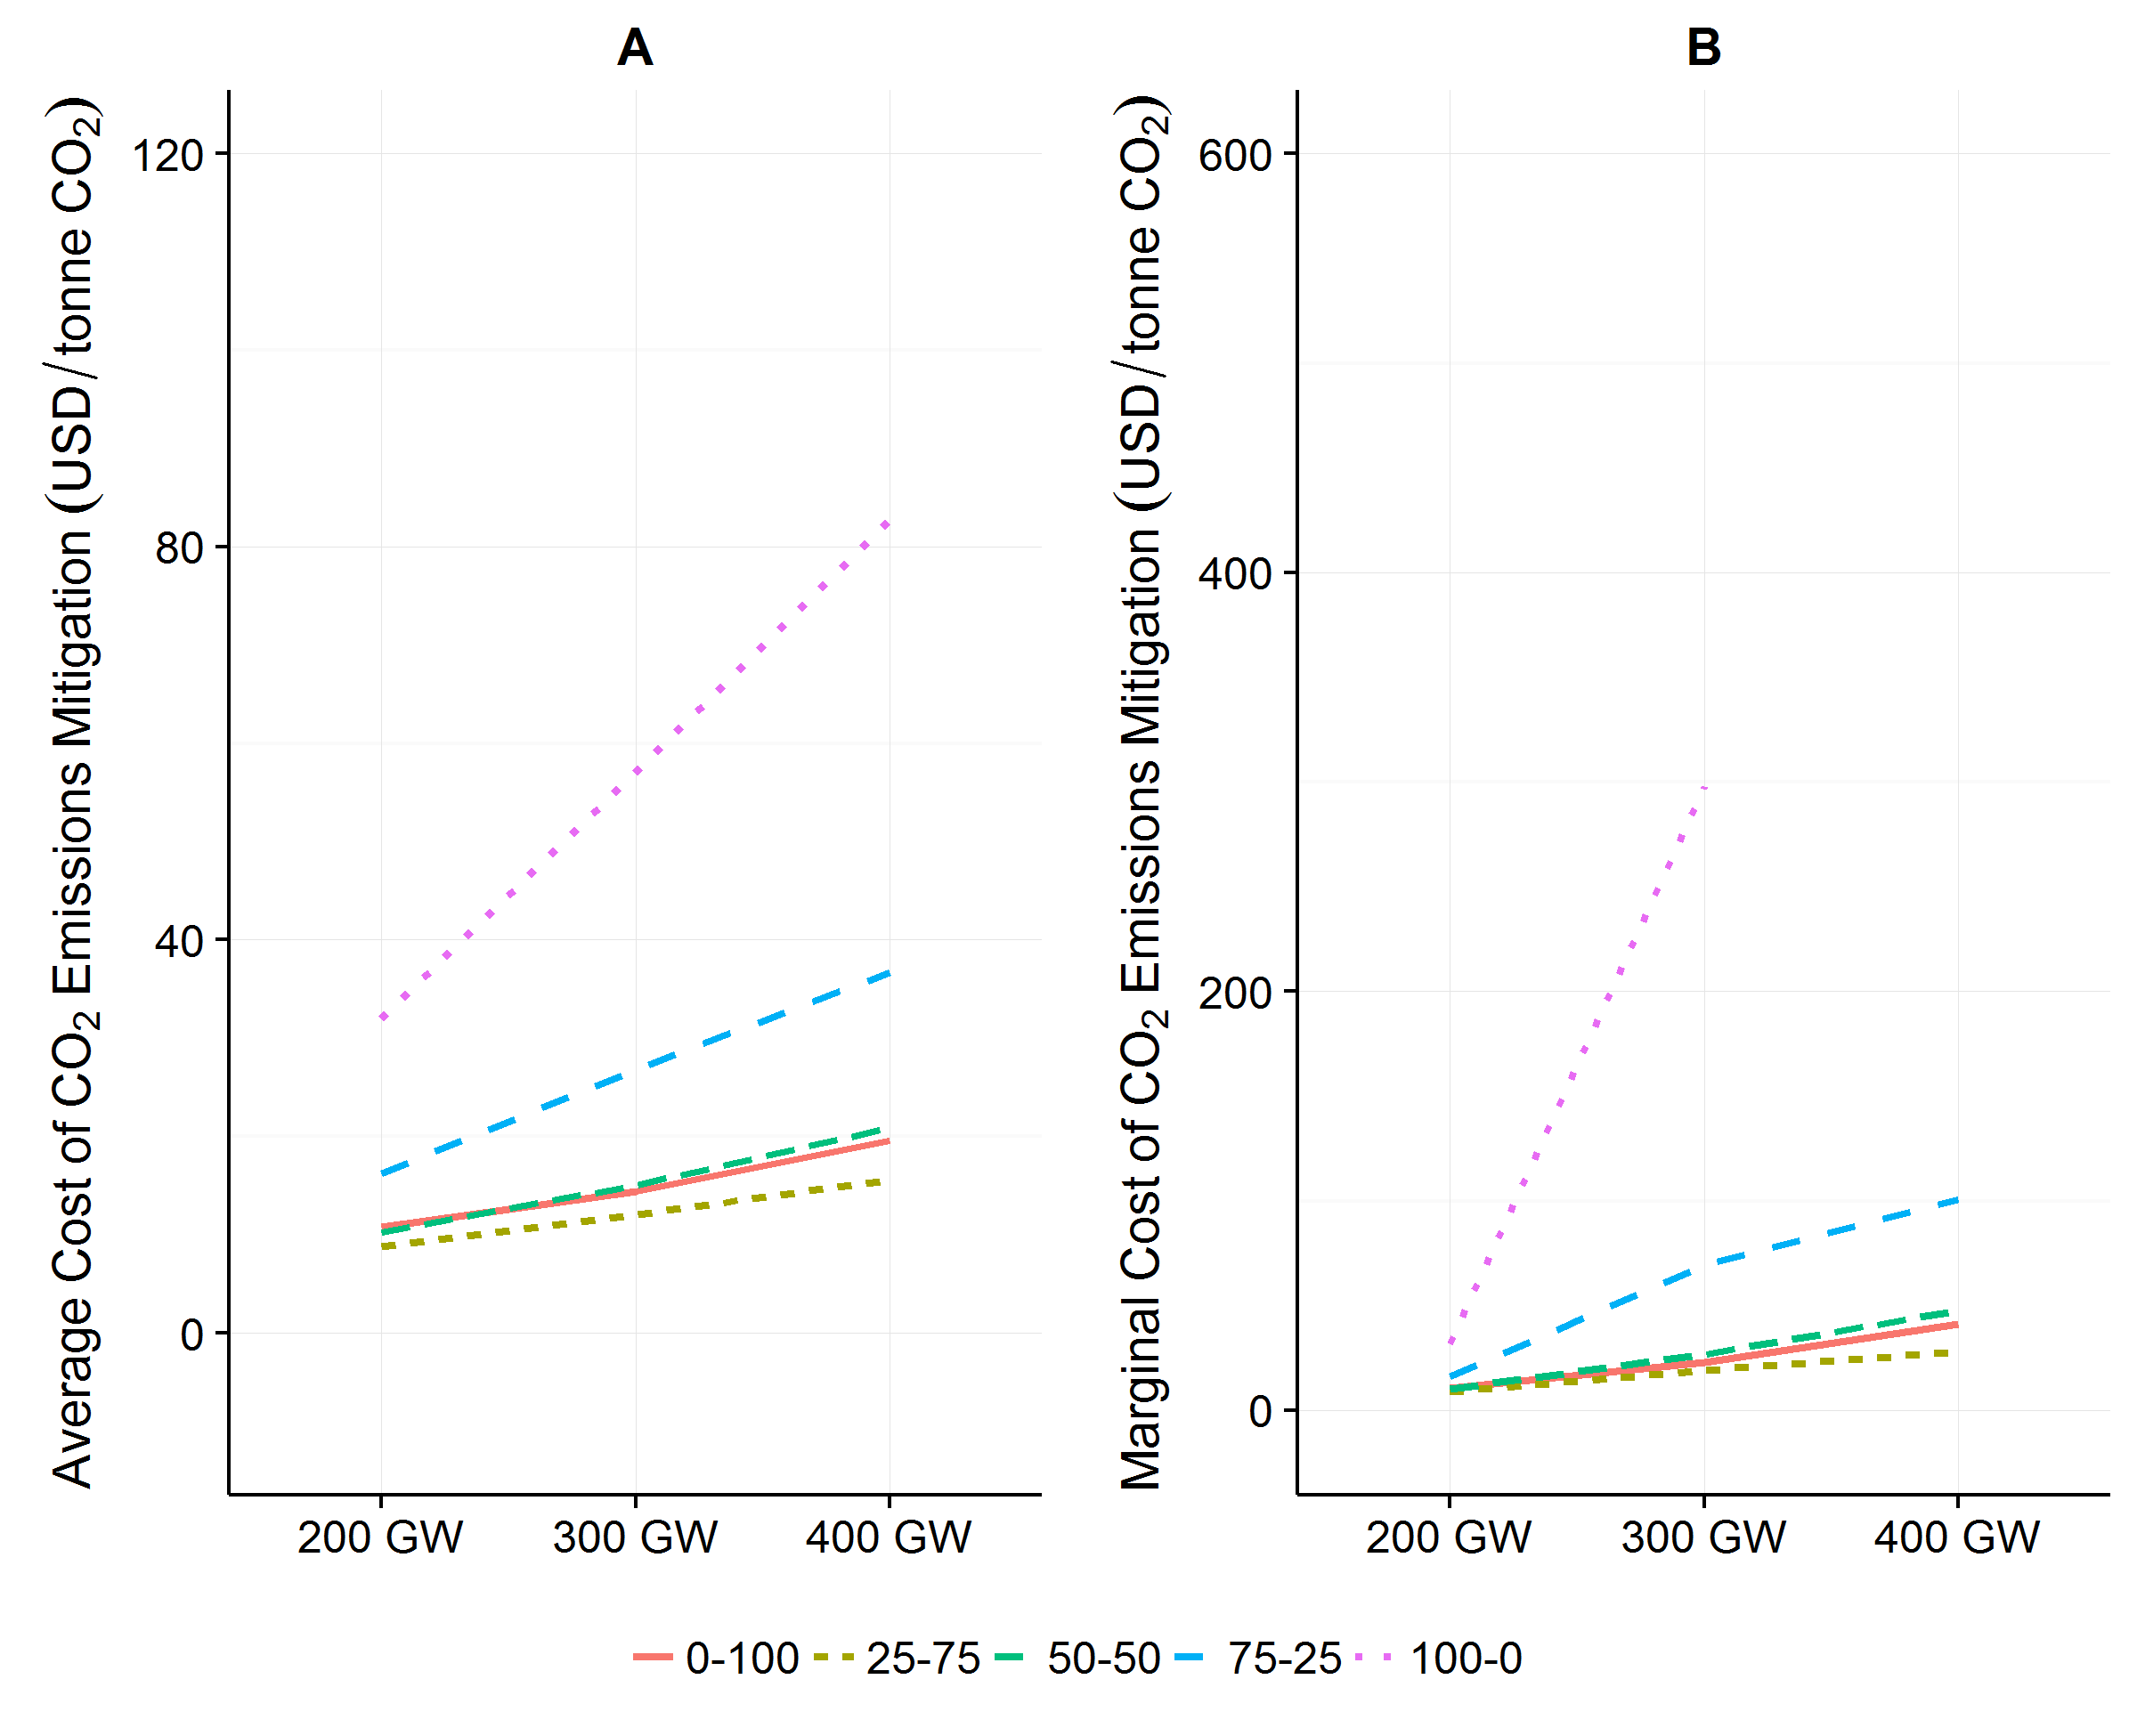 A
Average Cost of CO₂ Emissions Mitigation (USD/tonne CO₂)
120
80
40
0
200 GW 300 GW 400 GW
B
Marginal Cost of CO₂ Emissions Mitigation (USD/tonne CO₂)
600
400
200
0
200 GW 300 GW 400 GW
0-100 25-75 50-50 75-25 100-0